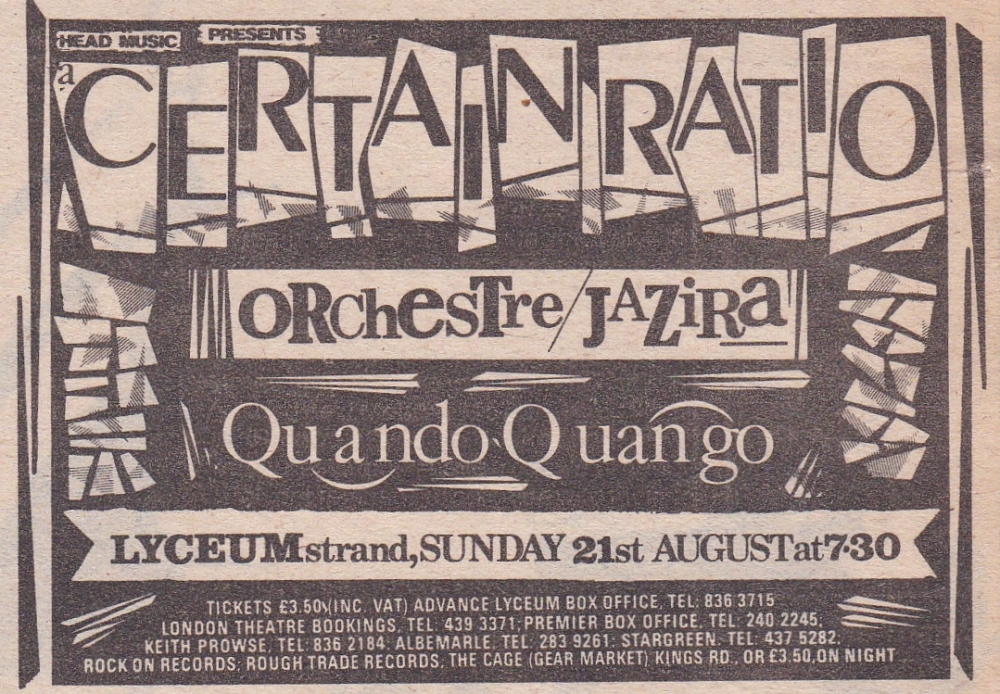 HEAD MUSIC PRESENTS
a CERTAIN RATIO
ORchesTre/JAZiRa
Quando Quango
LYCEUM strand, SUNDAY 21st AUGUST at 7·30
TICKETS £3.50 (INC. VAT) ADVANCE LYCEUM BOX OFFICE, TEL: 836 3715
LONDON THEATRE BOOKINGS, TEL: 439 3371; PREMIER BOX OFFICE, TEL 240 2245;
KEITH PROWSE, TEL: 836 2184; ALBEMARLE, TEL: 283 9261; STARGREEN, TEL: 437 5282;
ROCK ON RECORDS, ROUGH TRADE RECORDS, THE CAGE (GEAR MARKET) KINGS RD., OR £3.50, ON NIGHT